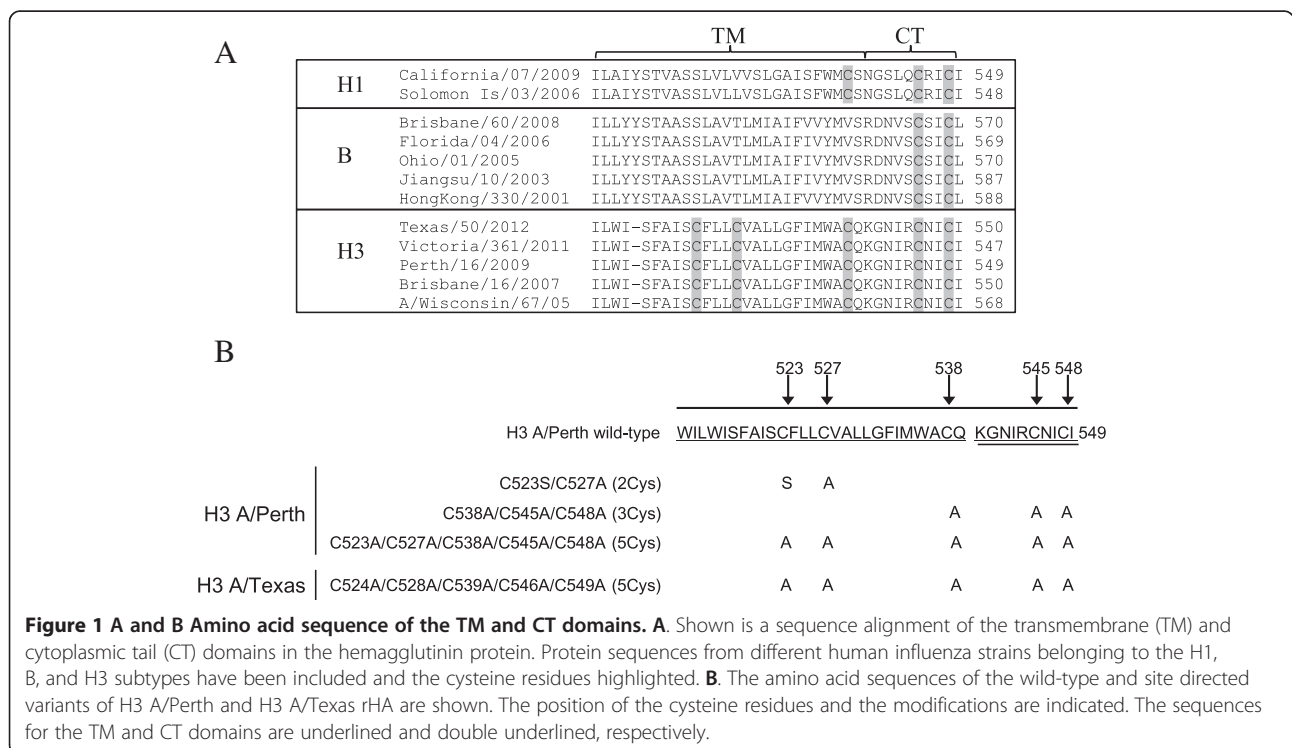 A
TM CT
H1
California/07/2009 ILAIYSTVASSLVLVVSLGAISFWMCSNGSLQCRICI 549
Solomon Is/03/2006 ILAIYSTVASSLVLLVSLGAISFWMCSNGSLQCRICI 548
B
Brisbane/60/2008 ILLYYSTAASSLAVTLMIAIFVVYMVSRDNVSCSICL 570
Florida/04/2006 ILLYYSTAASSLAVTLMLAIFIVYMVSRDNVSCSICL 569
Ohio/01/2005 ILLYYSTAASSLAVTLMIAIFIVYMVSRDNVSCSICL 570
Jiangsu/10/2003 ILLYYSTAASSLAVTLMLAIFIVYMVSRDNVSCSICL 587
HongKong/330/2001 ILLYYSTAASSLAVTLMIAIFVVYMVSRDNVSCSICL 588
H3
Texas/50/2012 ILWI-SFAISCFLLCVALLGFIMWACQKGNIRCNICI 550
Victoria/361/2011 ILWI-SFAISCFLLCVALLGFIMWACQKGNIRCNICI 547
Perth/16/2009 ILWI-SFAISCFLLCVALLGFIMWACQKGNIRCNICI 549
Brisbane/16/2007 ILWI-SFAISCFLLCVALLGFIMWACQKGNIRCNICI 550
A/Wisconsin/67/05 ILWI-SFAISCFLLCVALLGFIMWACQKGNIRCNICI 568
B
523 527 538 545 548
H3 A/Perth wild-type WILWISFAISCFLLCVALLGFIMWACQ KGNIRCNICI 549
H3 A/Perth
C523S/C527A (2Cys) S A
C538A/C545A/C548A (3Cys) A A A
C523A/C527A/C538A/C545A/C548A (5Cys) A A A A A
H3 A/Texas C524A/C528A/C539A/C546A/C549A (5Cys) A A A A A
Figure 1 A and B Amino acid sequence of the TM and CT domains. A. Shown is a sequence alignment of the transmembrane (TM) and
cytoplasmic tail (CT) domains in the hemagglutinin protein. Protein sequences from different human influenza strains belonging to the H1,
B, and H3 subtypes have been included and the cysteine residues highlighted. B. The amino acid sequences of the wild-type and site directed
variants of H3 A/Perth and H3 A/Texas rHA are shown. The position of the cysteine residues and the modifications are indicated. The sequences
for the TM and CT domains are underlined and double underlined, respectively.